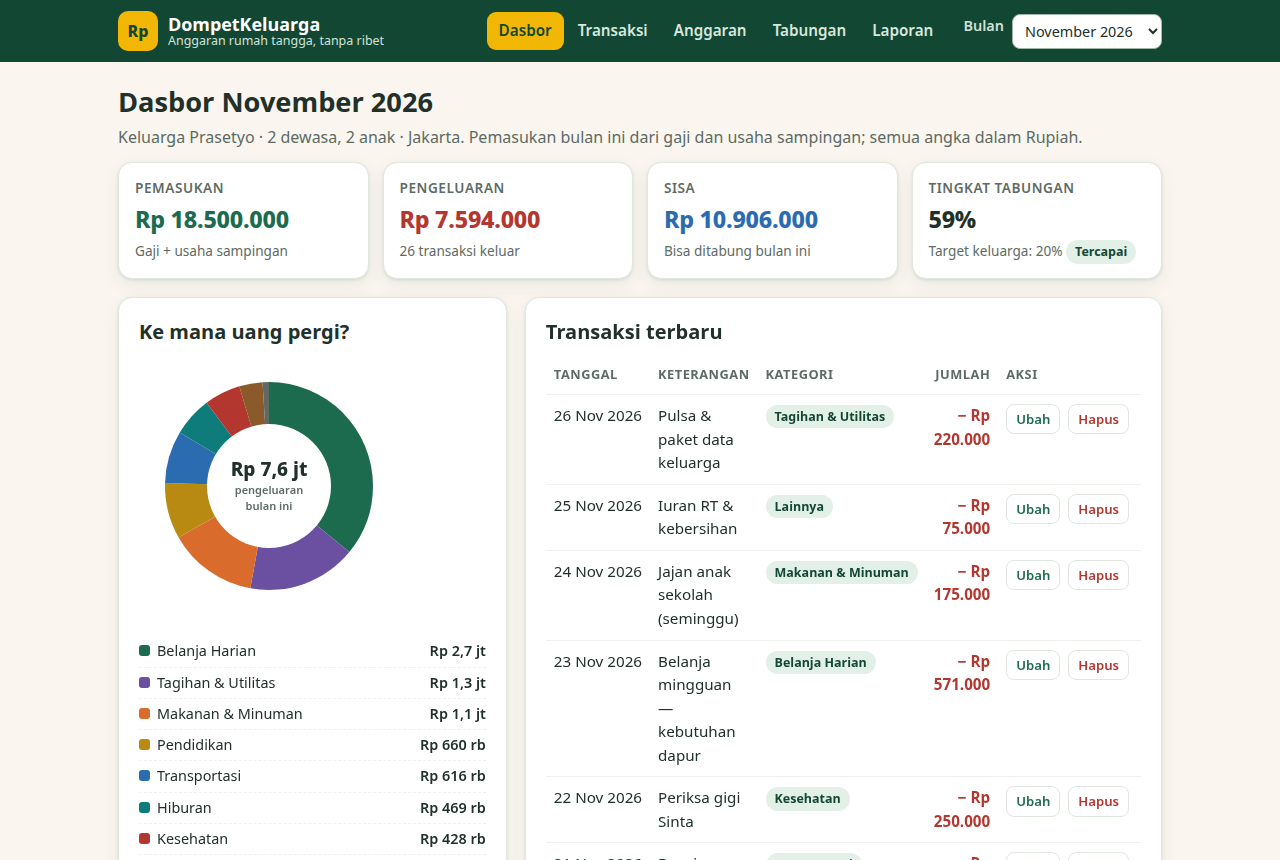 Rp
DompetKeluarga
Anggaran rumah tangga, tanpa ribet
Dasbor
Transaksi
Anggaran
Tabungan
Laporan
Bulan
November 2026
Dasbor November 2026
Keluarga Prasetyo · 2 dewasa, 2 anak · Jakarta. Pemasukan bulan ini dari gaji dan usaha sampingan; semua angka dalam Rupiah.
PEMASUKAN
Rp 18.500.000
Gaji + usaha sampingan
PENGELUARAN
Rp 7.594.000
26 transaksi keluar
SISA
Rp 10.906.000
Bisa ditabung bulan ini
TINGKAT TABUNGAN
59%
Target keluarga: 20% Tercapai
Ke mana uang pergi?
Rp 7,6 jt
pengeluaran
bulan ini
Belanja Harian Rp 2,7 jt
Tagihan & Utilitas Rp 1,3 jt
Makanan & Minuman Rp 1,1 jt
Pendidikan Rp 660 rb
Transportasi Rp 616 rb
Hiburan Rp 469 rb
Kesehatan Rp 428 rb
Transaksi terbaru
TANGGAL KETERANGAN KATEGORI JUMLAH AKSI
26 Nov 2026 Pulsa & Tagihan & Utilitas − Rp Ubah Hapus
paket data 220.000
keluarga
25 Nov 2026 Iuran RT & Lainnya − Rp Ubah Hapus
kebersihan 75.000
24 Nov 2026 Jajan anak Makanan & Minuman − Rp Ubah Hapus
sekolah 175.000
(seminggu)
23 Nov 2026 Belanja Belanja Harian − Rp Ubah Hapus
mingguan 571.000
—
kebutuhan
dapur
22 Nov 2026 Periksa gigi Kesehatan − Rp Ubah Hapus
Sinta 250.000